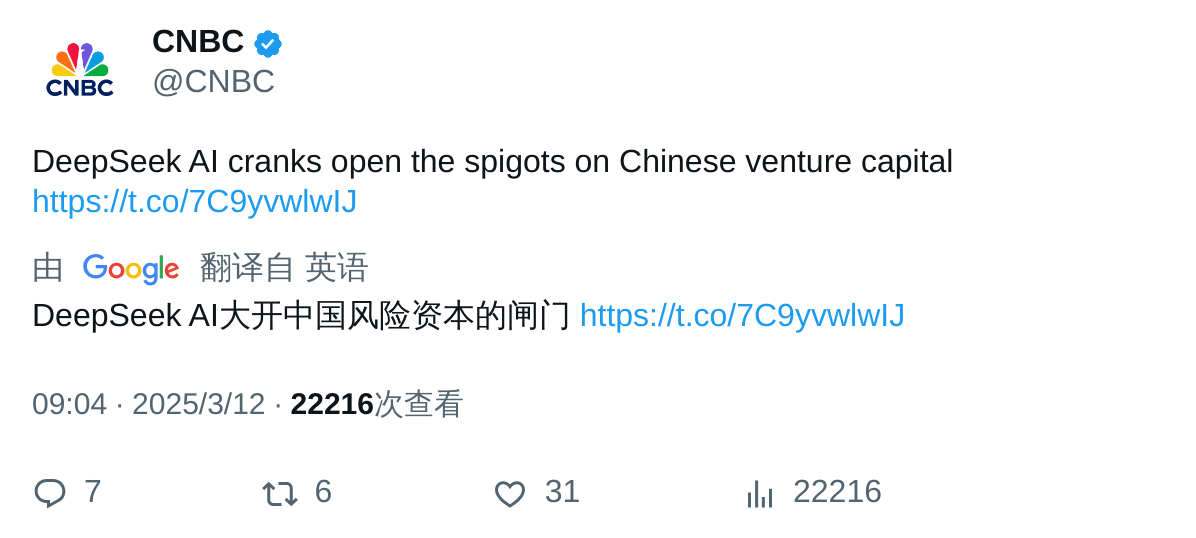 CNBC
CNBC
@CNBC
DeepSeek AI cranks open the spigots on Chinese venture capital
https://t.co/7C9yvwlwIJ
由 Google 翻译自 英语
DeepSeek AI大开中国风险资本的闸门 https://t.co/7C9yvwlwIJ
09:04 · 2025/3/12 · 22216次查看
7 6 31 22216